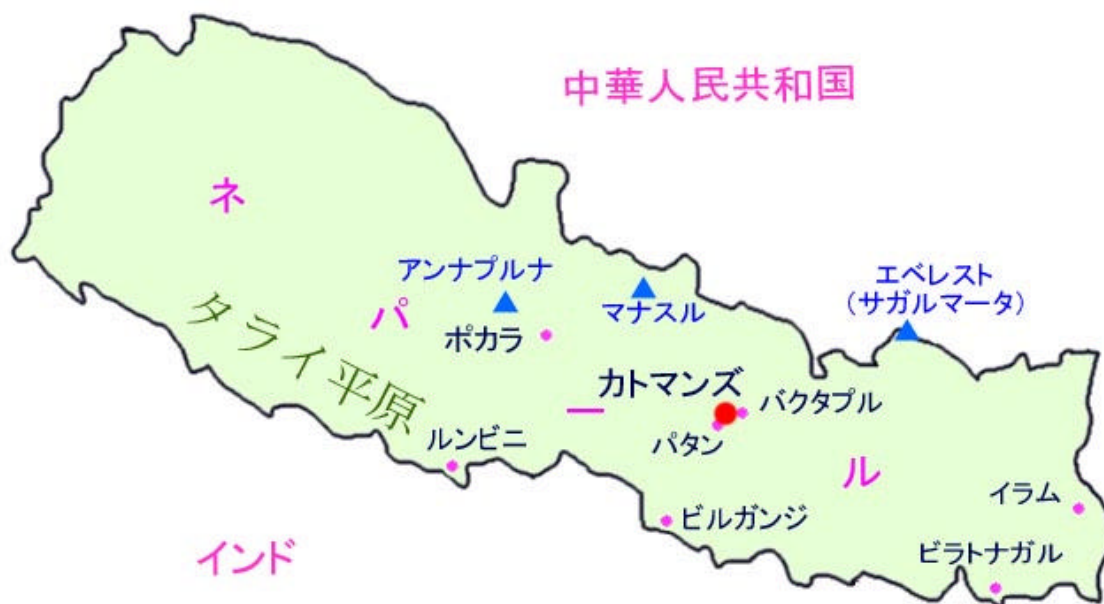 中華人民共和国
ネパール
アンナプルナ
マナスル
エベレスト
(サガルマータ)
ポカラ
タライ平原
カトマンズ
バクタプル
パタン
ルンビニ
ビルガンジ
イラム
ビラトナガル
インド